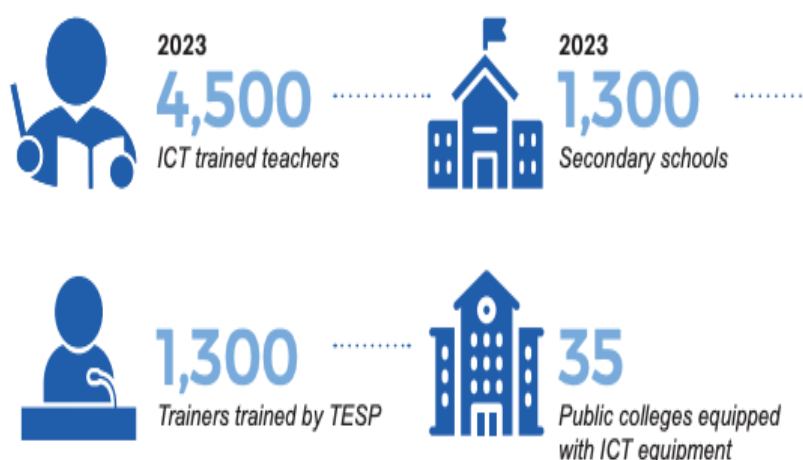 2023
4,500
ICT trained teachers
2023
1,300
Secondary schools
1,300
Trainers trained by TESP
35
Public colleges equipped
with ICT equipment